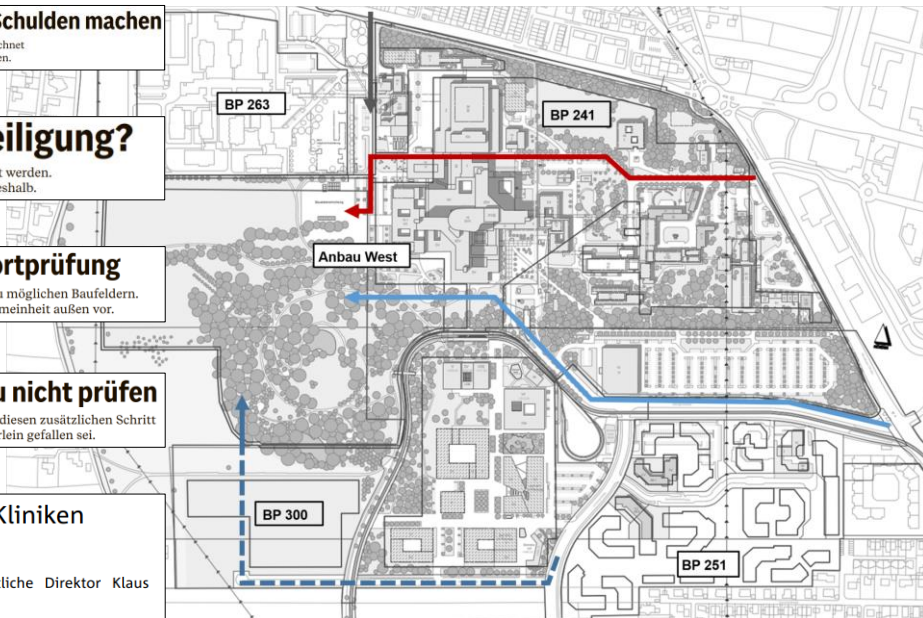 Schulden machen
chnet
en.
eiligung?
t werden.
eshalb.
ortprüfung
u möglichen Baufeldern.
meinheit außen vor.
u nicht prüfen
diesen zusätzlichen Schritt
rlein gefallen sei.
Kliniken
tliche Direktor Klaus
BP 263
BP 241
Anbau West
BP 300
BP 251